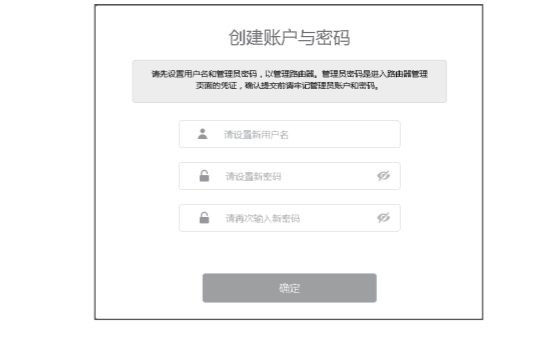 创建账户与密码
请先设置用户名和管理员密码，以管理路由器。管理员密码是进入路由器管理
页面的凭证，确认提交前请牢记管理员账户和密码。
请设置新用户名
请设置新密码
请再次输入新密码
确定